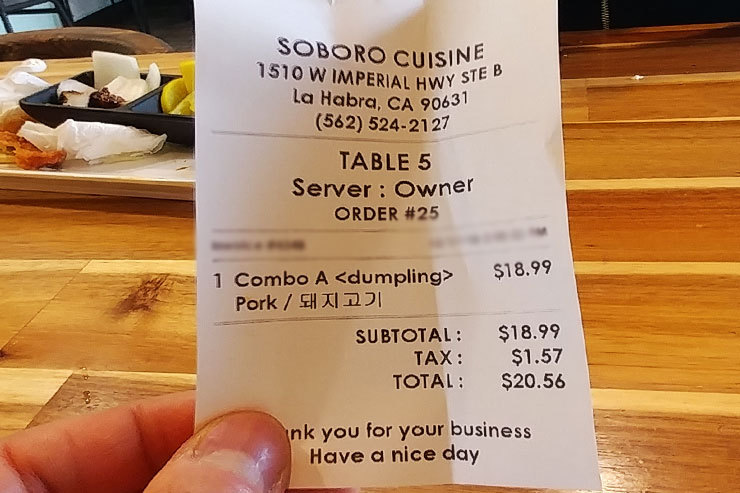 SOBORO CUISINE
1510 W IMPERIAL HWY STE B
La Habra, CA 90631
(562) 524-2127
TABLE 5
Server : Owner
ORDER #25
1 Combo A <dumpling> $18.99
Pork / 돼지고기
SUBTOTAL : $18.99
TAX : $1.57
TOTAL : $20.56
you for your business
Have a nice day